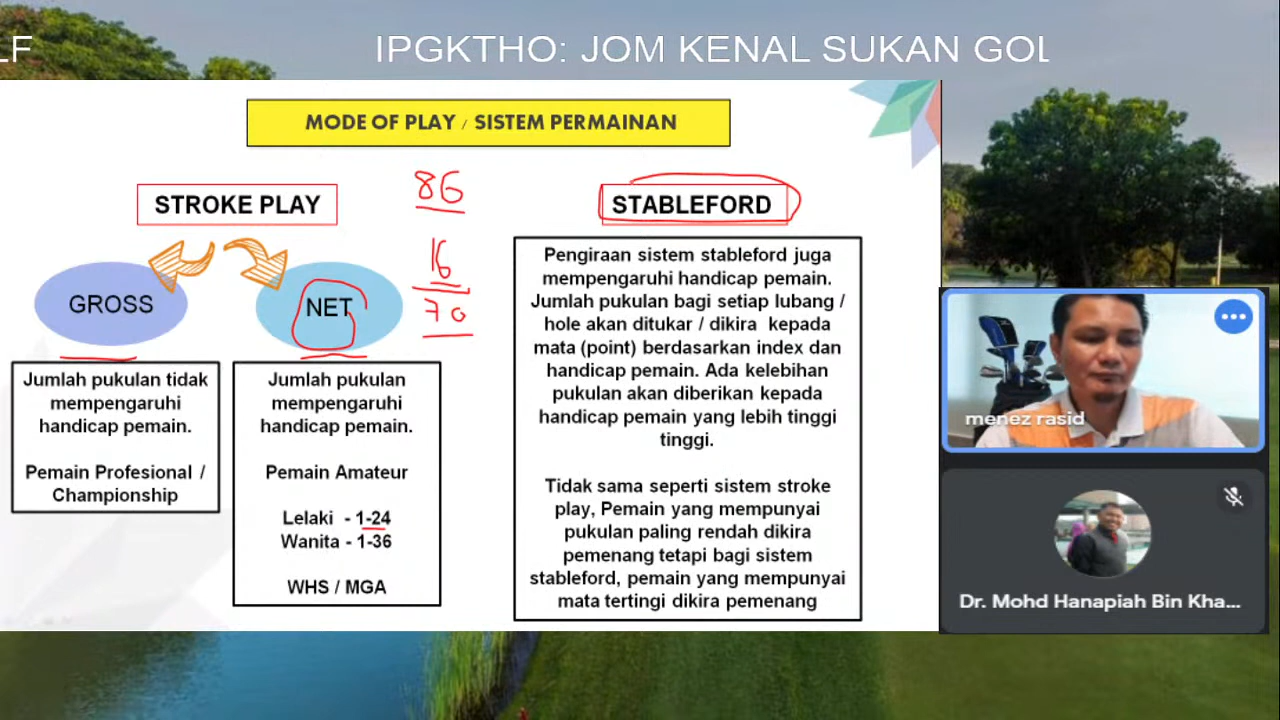 LF
IPGKTHO: JOM KENAL SUKAN GOL
MODE OF PLAY / SISTEM PERMAINAN
STROKE PLAY
GROSS
Jumlah pukulan tidak
mempengaruhi
handicap pemain.
Pemain Profesional /
Championship
NET
Jumlah pukulan
mempengaruhi
handicap pemain.
Pemain Amateur
Lelaki - 1-24
Wanita - 1-36
WHS / MGA
86
16
70
STABLEFORD
Pengiraan sistem stableford juga
mempengaruhi handicap pemain.
Jumlah pukulan bagi setiap lubang /
hole akan ditukar / dikira kepada
mata (point) berdasarkan index dan
handicap pemain. Ada kelebihan
pukulan akan diberikan kepada
handicap pemain yang lebih tinggi
tinggi.
Tidak sama seperti sistem stroke
play, Pemain yang mempunyai
pukulan paling rendah dikira
pemenang tetapi bagi sistem
stableford, pemain yang mempunyai
mata tertingi dikira pemenang
menez rasid
Dr. Mohd Hanapiah Bin Kha...